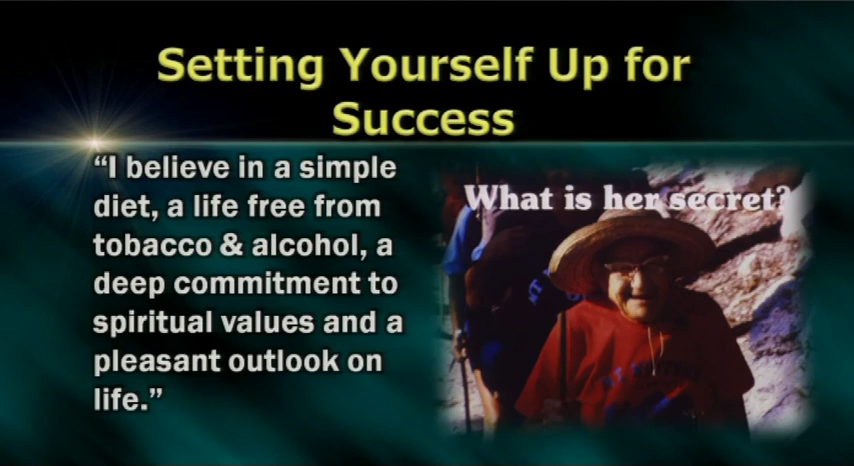 Setting Yourself Up for
Success
“I believe in a simple
diet, a life free from
tobacco & alcohol, a
deep commitment to
spiritual values and a
pleasant outlook on
life.”
What is her secret?
MT